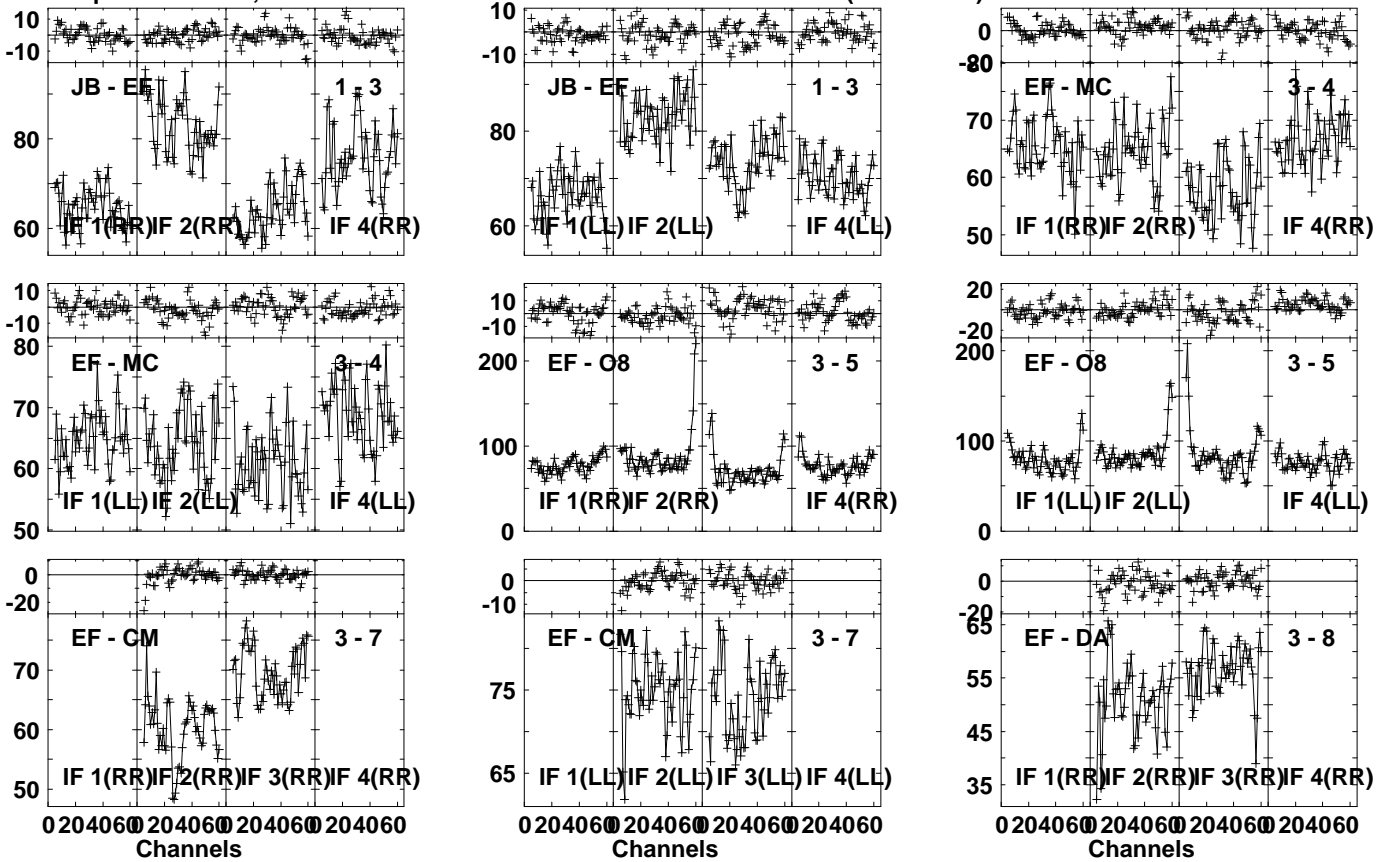 10
-10
JB - EF 1 - 3
80
60
IF 1(RR) IF 2(RR) IF 4(RR)
10
-10
JB - EF 1 - 3
80
60
IF 1(LL) IF 2(LL) IF 4(LL)
0
-20
80
EF - MC 3 - 4
70
60
50
IF 1(RR) IF 2(RR) IF 4(RR)
10
-10
80
EF - MC 3 - 4
70
60
50
IF 1(LL) IF 2(LL) IF 4(LL)
10
-10
200
EF - O8 3 - 5
100
0
IF 1(RR) IF 2(RR) IF 4(RR)
20
-20
200
EF - O8 3 - 5
100
0
IF 1(LL) IF 2(LL) IF 4(LL)
0
-20
EF - CM 3 - 7
70
60
50
IF 1(RR) IF 2(RR) IF 3(RR) IF 4(RR)
0 20 40 60 0 20 40 60 0 20 40 60 0 20 40 60
Channels
0
-10
EF - CM 3 - 7
75
65
IF 1(LL) IF 2(LL) IF 3(LL) IF 4(LL)
0 20 40 60 0 20 40 60 0 20 40 60 0 20 40 60
Channels
0
-20
65
EF - DA 3 - 8
55
45
35
IF 1(RR) IF 2(RR) IF 3(RR) IF 4(RR)
0 20 40 60 0 20 40 60 0 20 40 60 0 20 40 60
Channels